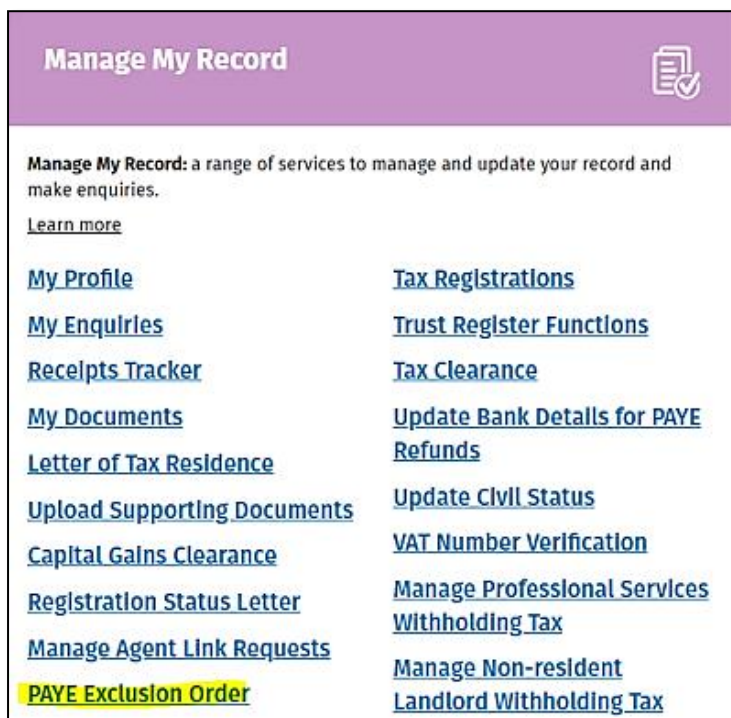 Manage My Record
Manage My Record: a range of services to manage and update your record and
make enquiries.
Learn more
My Profile
My Enquiries
Receipts Tracker
My Documents
Letter of Tax Residence
Upload Supporting Documents
Capital Gains Clearance
Registration Status Letter
Manage Agent Link Requests
PAYE Exclusion Order
Tax Registrations
Trust Register Functions
Tax Clearance
Update Bank Details for PAYE
Refunds
Update Civil Status
VAT Number Verification
Manage Professional Services
Withholding Tax
Manage Non-resident
Landlord Withholding Tax